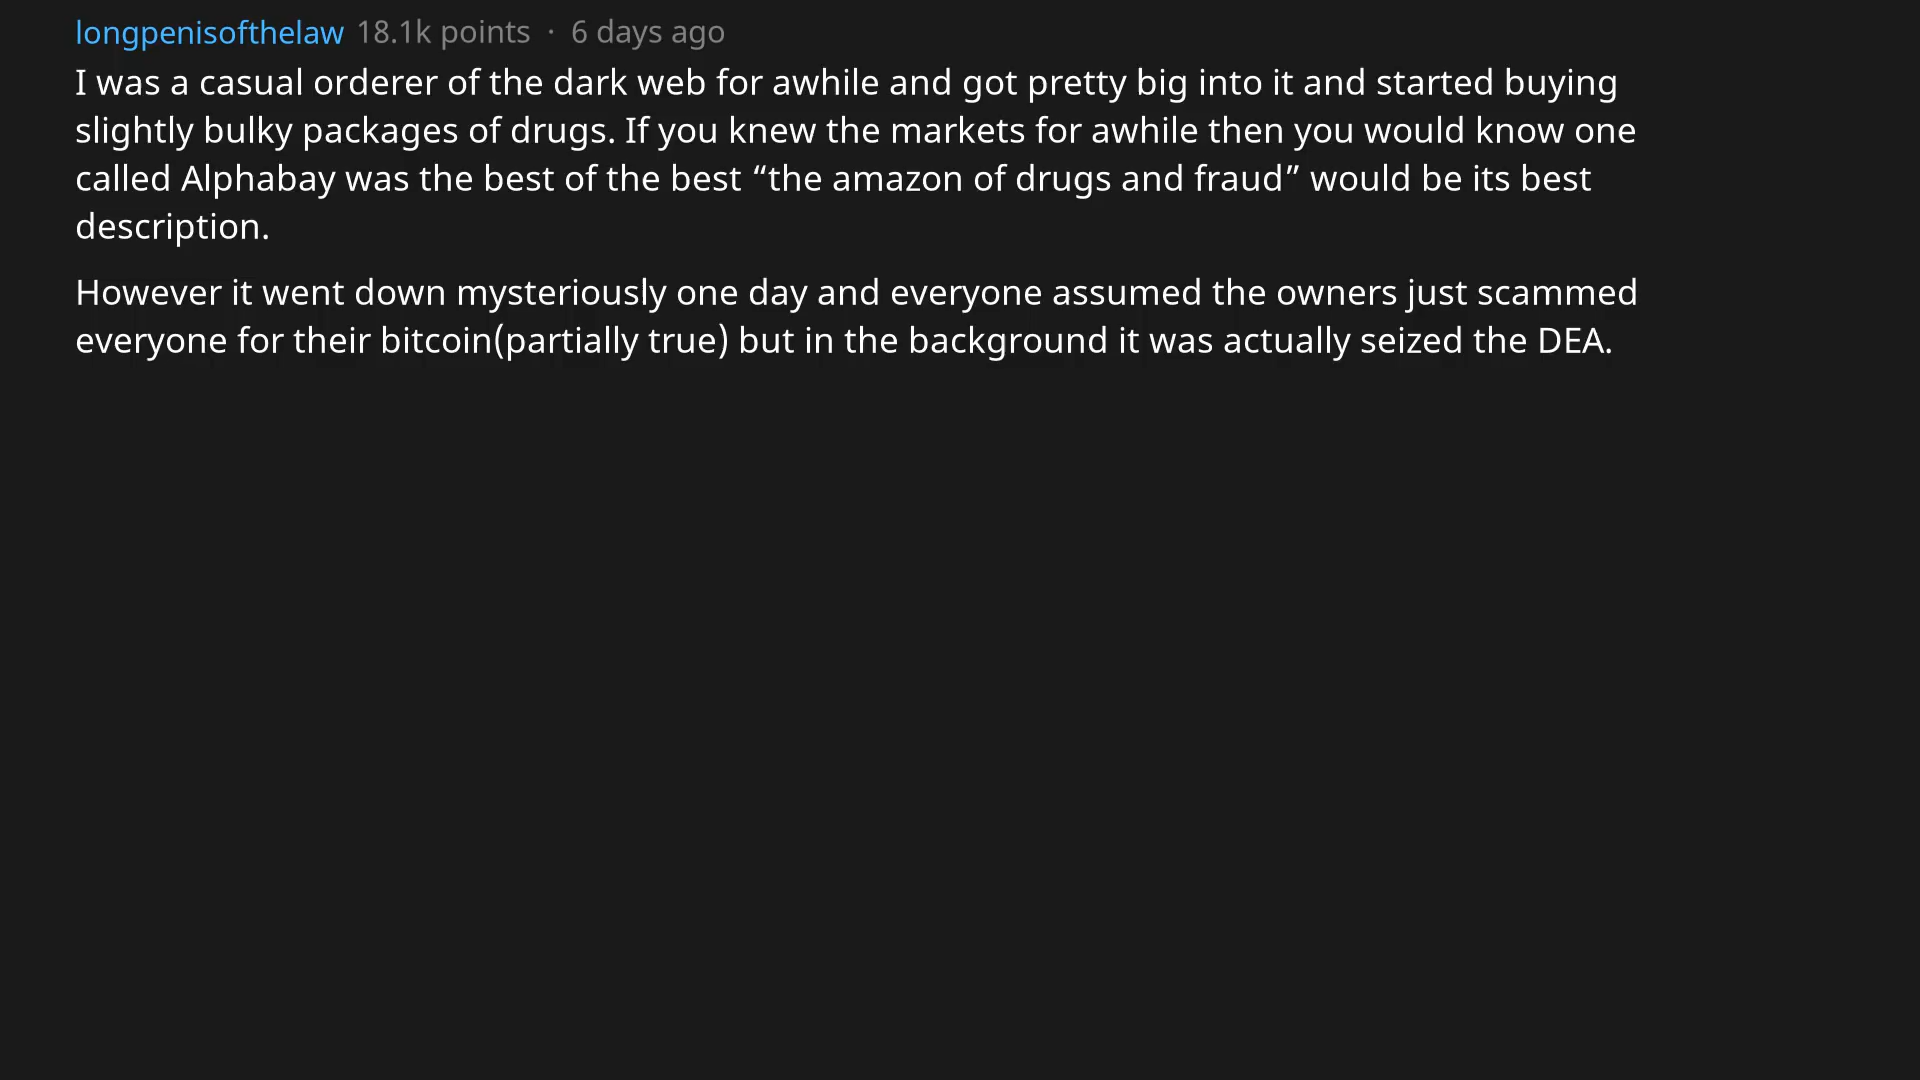 longpenisofthelaw 18.1k points · 6 days ago
I was a casual orderer of the dark web for awhile and got pretty big into it and started buying
slightly bulky packages of drugs. If you knew the markets for awhile then you would know one
called Alphabay was the best of the best “the amazon of drugs and fraud” would be its best
description.
However it went down mysteriously one day and everyone assumed the owners just scammed
everyone for their bitcoin(partially true) but in the background it was actually seized the DEA.